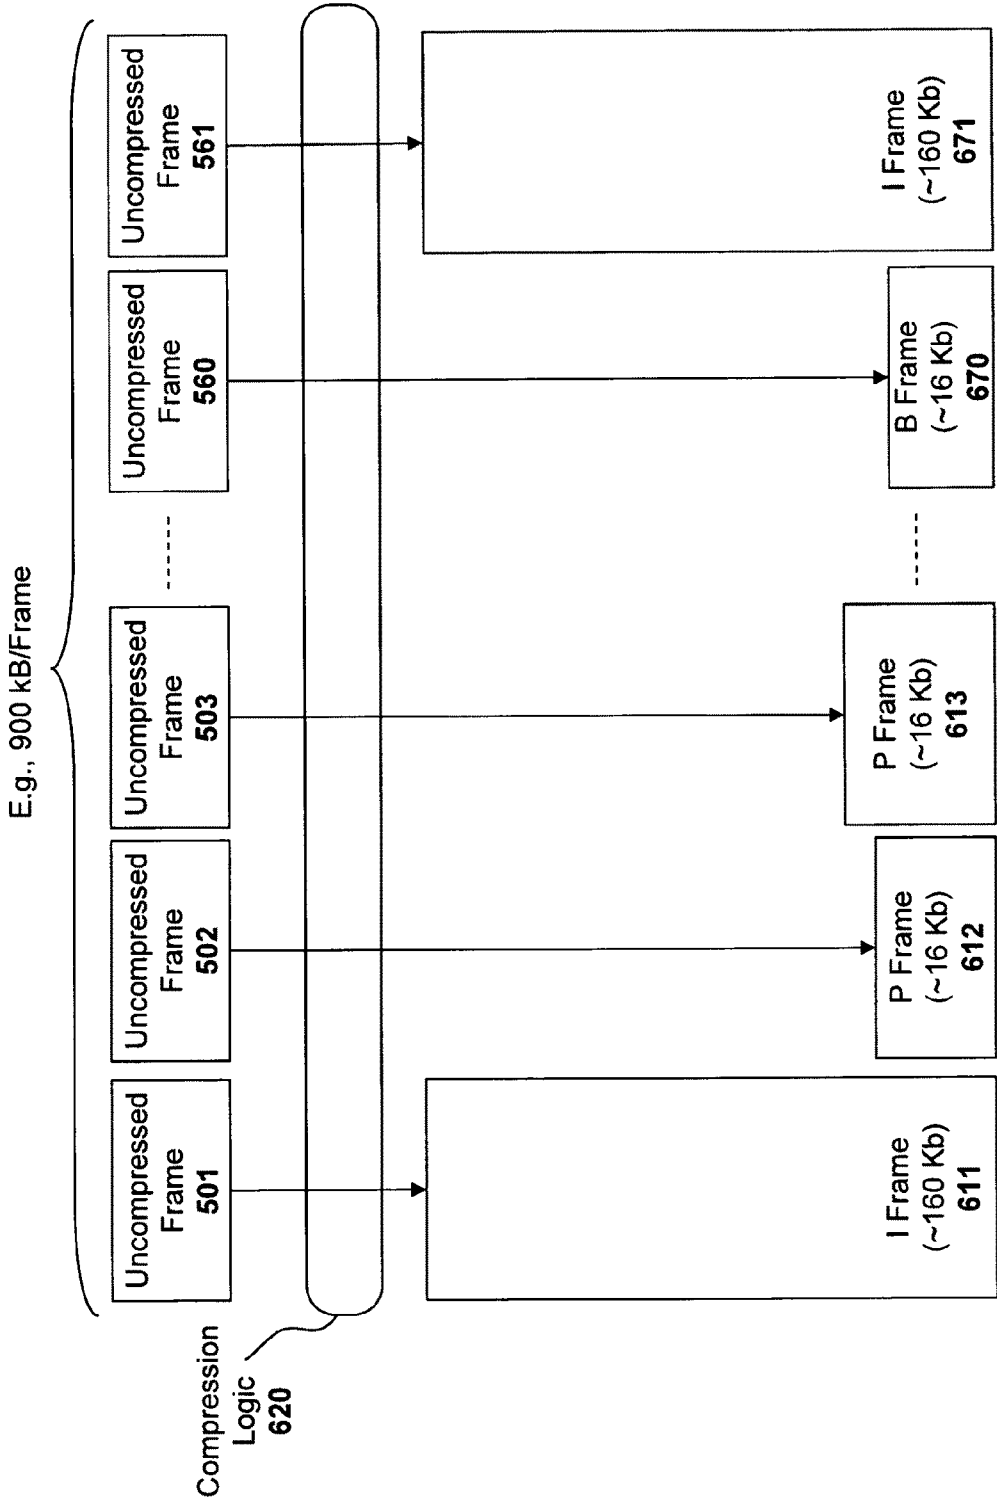 E.g., 900 kB/Frame
Uncompressed
Frame
501
Uncompressed
Frame
502
Uncompressed
Frame
503
Uncompressed
Frame
560
Uncompressed
Frame
561
Compression
Logic
620
I Frame
(~160 Kb)
611
P Frame
(~16 Kb)
612
P Frame
(~16 Kb)
613
B Frame
(~16 Kb)
670
I Frame
(~160 Kb)
671